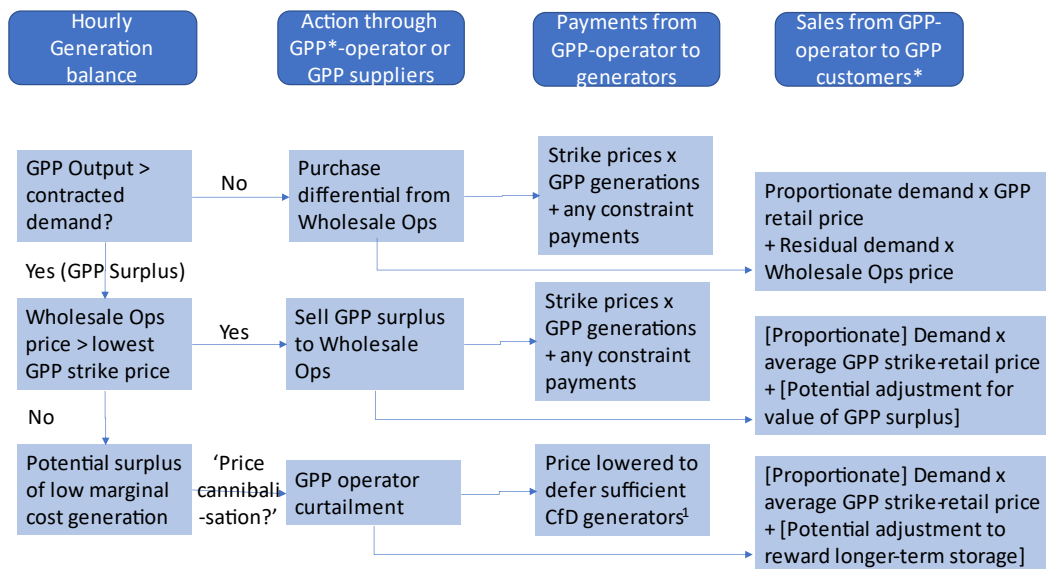 Hourly
Generation
balance
Action through
GPP*-operator or
GPP suppliers
Payments from
GPP-operator to
generators
Sales from GPP-
operator to GPP
customers*
GPP Output >
contracted
demand?
No
Purchase
differential from
Wholesale Ops
Strike prices x
GPP generations
+ any constraint
payments
Proportionate demand x GPP
retail price
+ Residual demand x
Wholesale Ops price
Yes (GPP Surplus)
Wholesale Ops
price > lowest
GPP strike price
Yes
Sell GPP surplus
to Wholesale
Ops
Strike prices x
GPP generations
+ any constraint
payments
[Proportionate] Demand x
average GPP strike-retail price
+ [Potential adjustment for
value of GPP surplus]
No
Potential surplus
of low marginal
cost generation
‘Price
cannibali
-sation?’
GPP operator
curtailment
Price lowered to
defer sufficient
CfD generators¹
[Proportionate] Demand x
average GPP strike-retail price
+ [Potential adjustment to
reward longer-term storage]